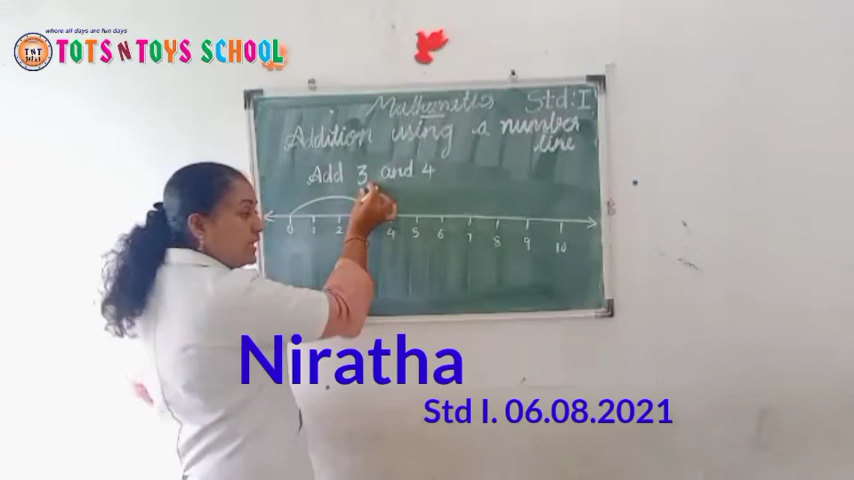 where all days are fun days
TNT
TOTS N TOYS SCHOOL
Mathematics Std: I
Addition using a number
line
Add 3 and 4
0 1 2 4 5 6 7 8 9 10
Niratha
Std I. 06.08.2021